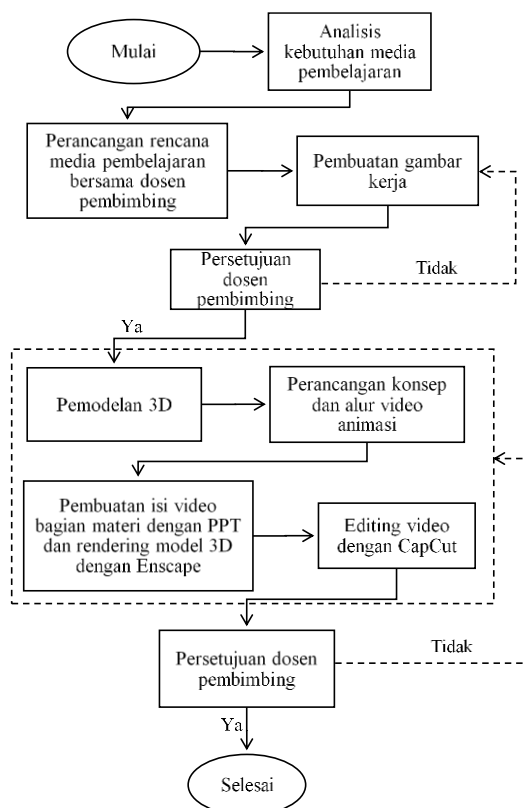 Mulai
Analisis
kebutuhan media
pembelajaran
Perancangan rencana
media pembelajaran
bersama dosen
pembimbing
Pembuatan gambar
kerja
Persetujuan
dosen
pembimbing
Tidak
Ya
Pemodelan 3D
Perancangan konsep
dan alur video
animasi
Pembuatan isi video
bagian materi dengan PPT
dan rendering model 3D
dengan Enscape
Editing video
dengan CapCut
Persetujuan dosen
pembimbing
Tidak
Ya
Selesai